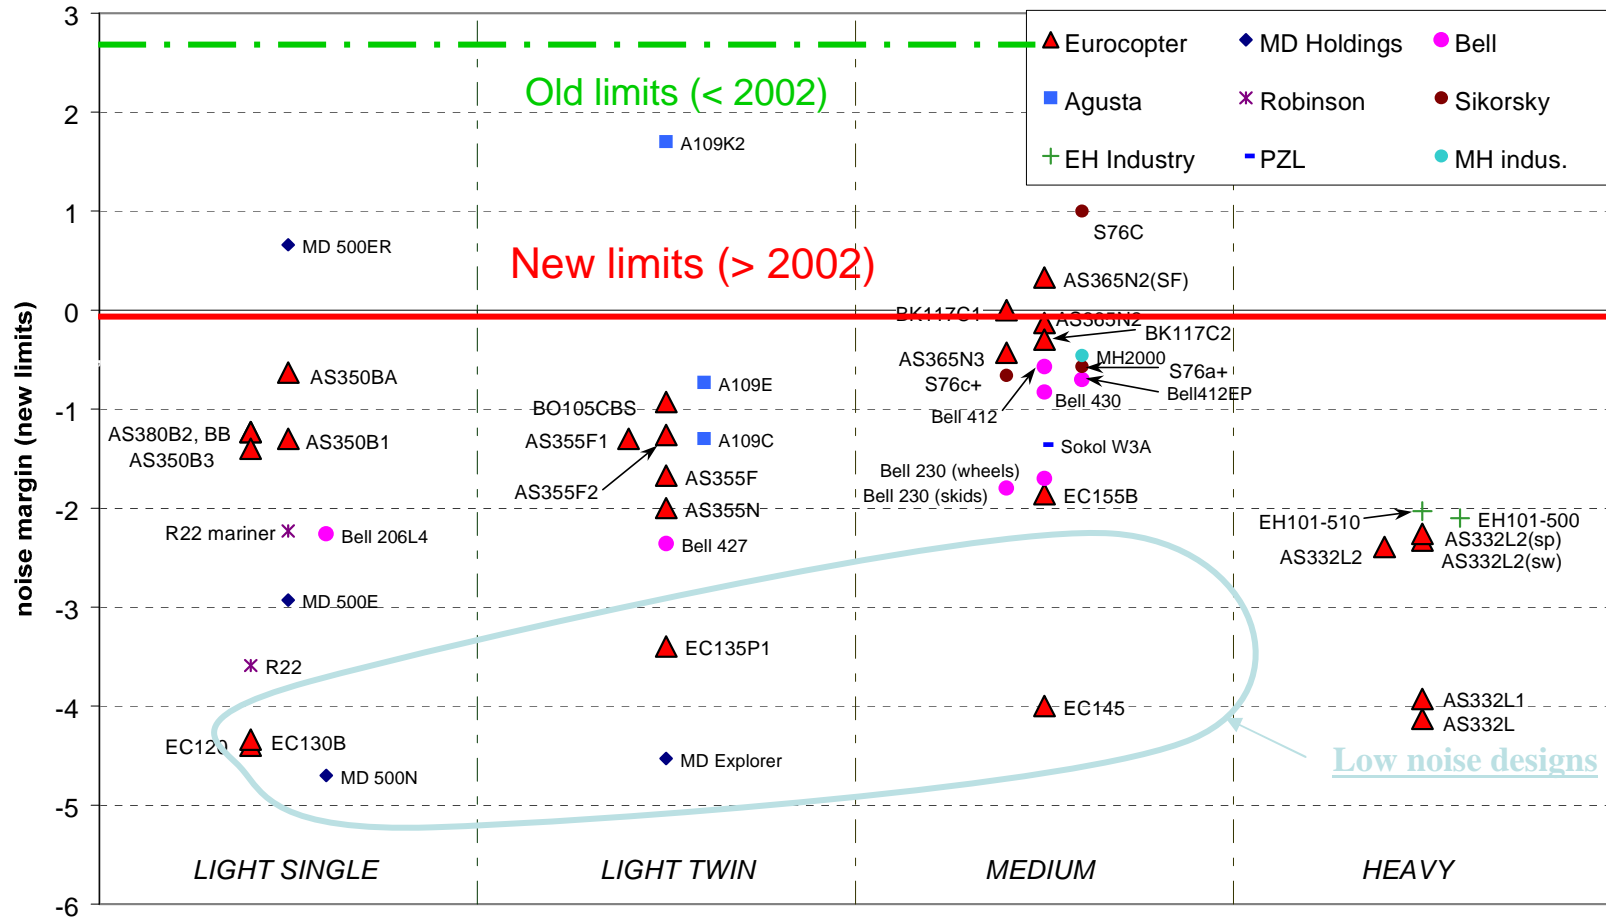 3
Eurocopter
MD Holdings
Bell
Agusta
Robinson
Sikorsky
EH Industry
PZL
MH indus.
Old limits (< 2002)
2
A109K2
1
S76C
MD 500ER
New limits (> 2002)
AS365N2(SF)
0
BK117C1
AS365N2
BK117C2
AS365N3
MH2000
S76a+
AS350BA
A109E
S76c+
Bell412EP
Bell 430
Bell 412
BO105CBS
-1
AS380B2, BB
AS350B1
AS355F1
A109C
Sokol W3A
AS350B3
Bell 230 (wheels)
AS355F
AS355F2
Bell 230 (skids)
EC155B
-2
AS355N
EH101-510
EH101-500
R22 mariner
Bell 206L4
Bell 427
AS332L2(sp)
AS332L2
AS332L2(sw)
-3
MD 500E
EC135P1
R22
-4
EC145
AS332L1
AS332L
EC120
EC130B
MD Explorer
Low noise designs
MD 500N
-5
LIGHT SINGLE
LIGHT TWIN
MEDIUM
HEAVY
-6
noise margin (new limits)